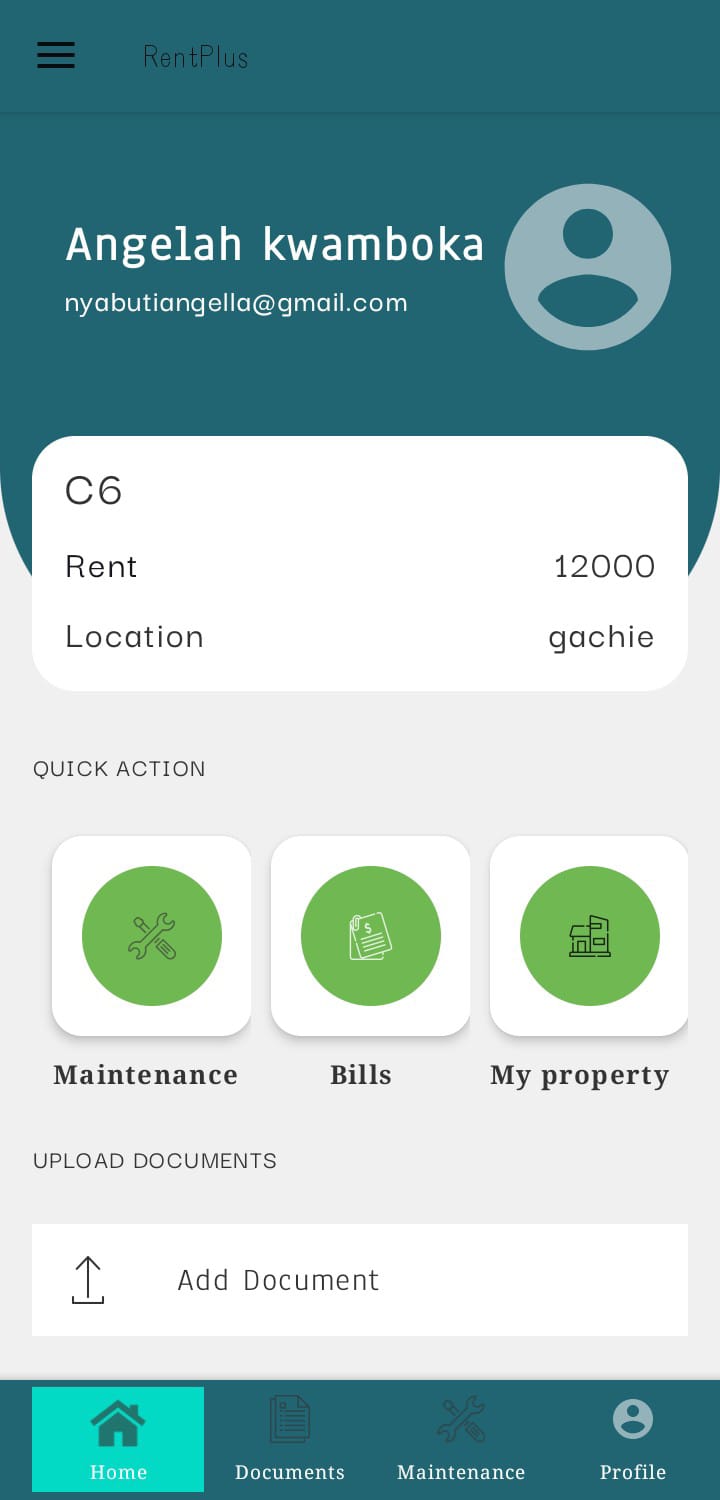 RentPlus
Angelah kwamboka
nyabutiangella@gmail.com
C6
Rent 12000
Location gachie
QUICK ACTION
$
Maintenance Bills My property
UPLOAD DOCUMENTS
Add Document
Home Documents Maintenance Profile